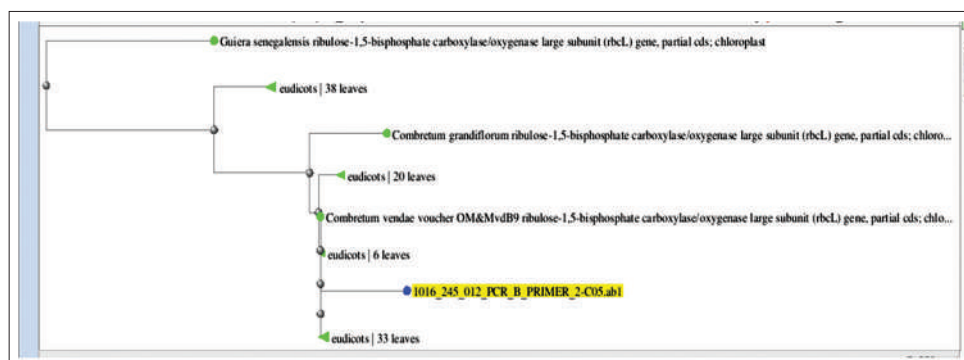 Guiera senegalensis ribulose-1,5-bisphosphate carboxylase/oxygenase large subunit (rbcL) gene, partial cds; chloroplast
eudicots | 38 leaves
Combretum grandiflorum ribulose-1,5-bisphosphate carboxylase/oxygenase large subunit (rbcL) gene, partial cds; chloro...
eudicots | 20 leaves
Combretum vendae voucher OM&MvdB9 ribulose-1,5-bisphosphate carboxylase/oxygenase large subunit (rbcL) gene, partial cds; chlo...
eudicots | 6 leaves
1016_245_012_PCR_B_PRIMER_2-C05.ab1
eudicots | 33 leaves